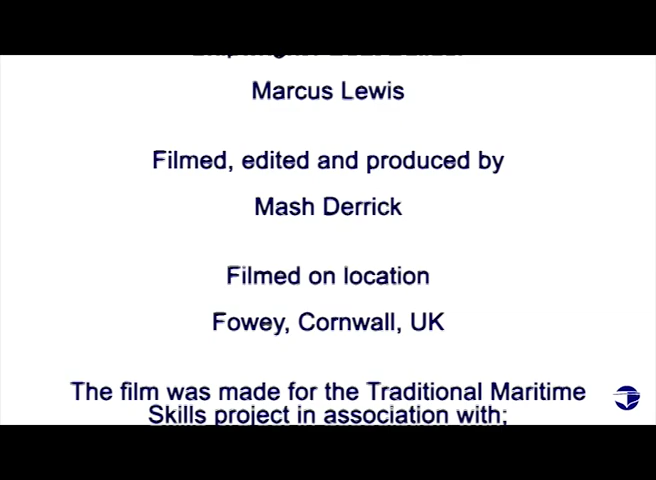 Marcus Lewis
Filmed, edited and produced by
Mash Derrick
Filmed on location
Fowey, Cornwall, UK
The film was made for the Traditional Maritime
Skills project in association with;